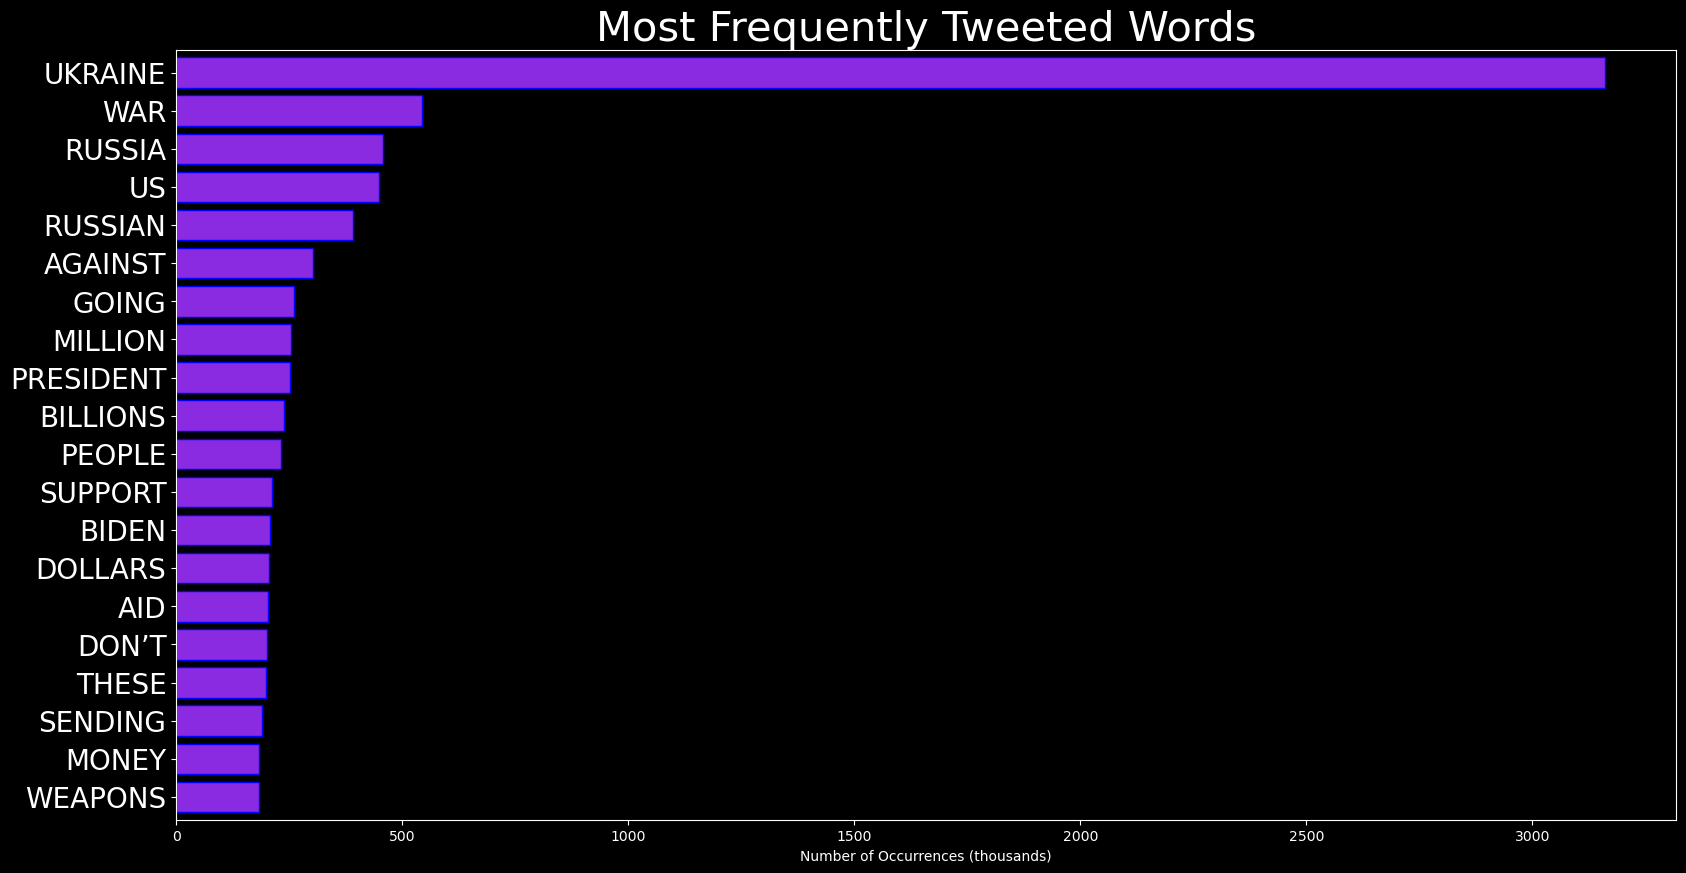 Most Frequently Tweeted Words
UKRAINE
WAR
RUSSIA
US
RUSSIAN
AGAINST
GOING
MILLION
PRESIDENT
BILLIONS
PEOPLE
SUPPORT
BIDEN
DOLLARS
AID
DON’T
THESE
SENDING
MONEY
WEAPONS
0 500 1000 1500 2000 2500 3000
Number of Occurrences (thousands)